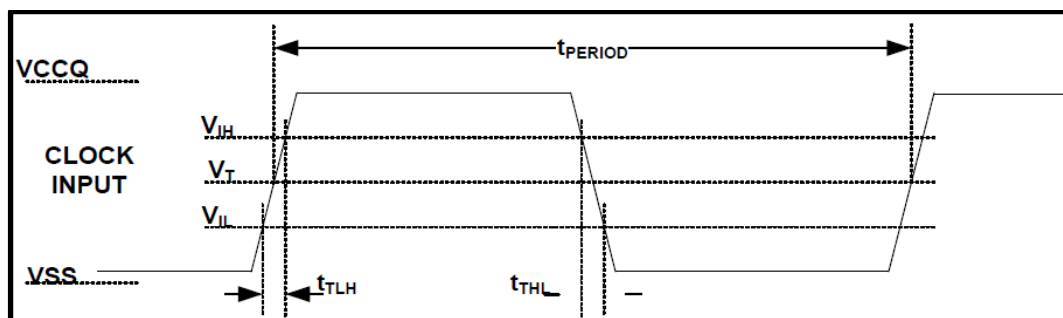 tPERIOD
VCCQ
VIH
CLOCK
INPUT
VT
VIL
VSS
tTLH
tTHL